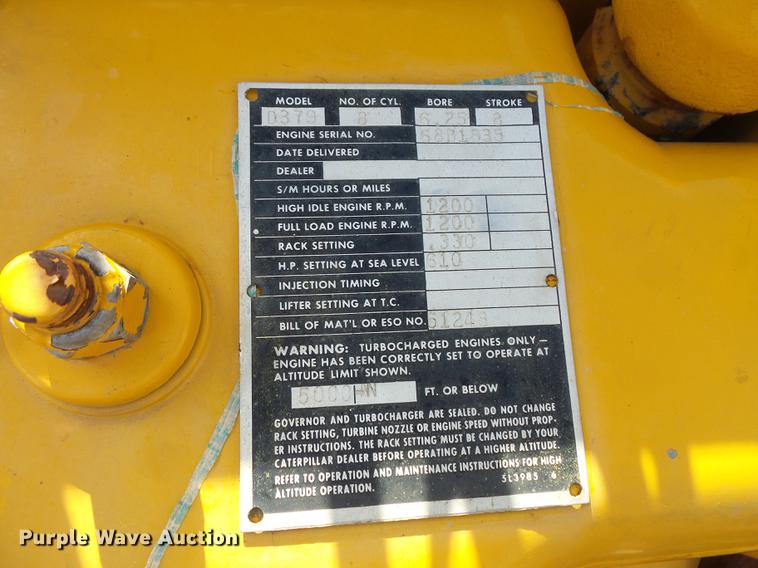 MODEL NO. OF CYL. BORE STROKE
D379 8 6.25 8
ENGINE SERIAL NO. 68B1535
DATE DELIVERED
DEALER
S/M HOURS OR MILES
HIGH IDLE ENGINE R.P.M. 1200
FULL LOAD ENGINE R.P.M. 1200
RACK SETTING .330
H.P. SETTING AT SEA LEVEL 610
INJECTION TIMING
LIFTER SETTING AT T.C.
BILL OF MAT'L OR ESO NO. 61249
WARNING: TURBOCHARGED ENGINES ONLY—
ENGINE HAS BEEN CORRECTLY SET TO OPERATE AT
ALTITUDE LIMIT SHOWN.
5000 FT. OR BELOW
GOVERNOR AND TURBOCHARGER ARE SEALED. DO NOT CHANGE
RACK SETTING, TURBINE NOZZLE OR ENGINE SPEED WITHOUT PROP-
ER INSTRUCTIONS. THE RACK SETTING MUST BE CHANGED BY YOUR
CATERPILLAR DEALER BEFORE OPERATING AT A HIGHER ALTITUDE.
REFER TO OPERATION AND MAINTENANCE INSTRUCTIONS FOR HIGH
ALTITUDE OPERATION. 5L3985 6
Purple Wave Auction